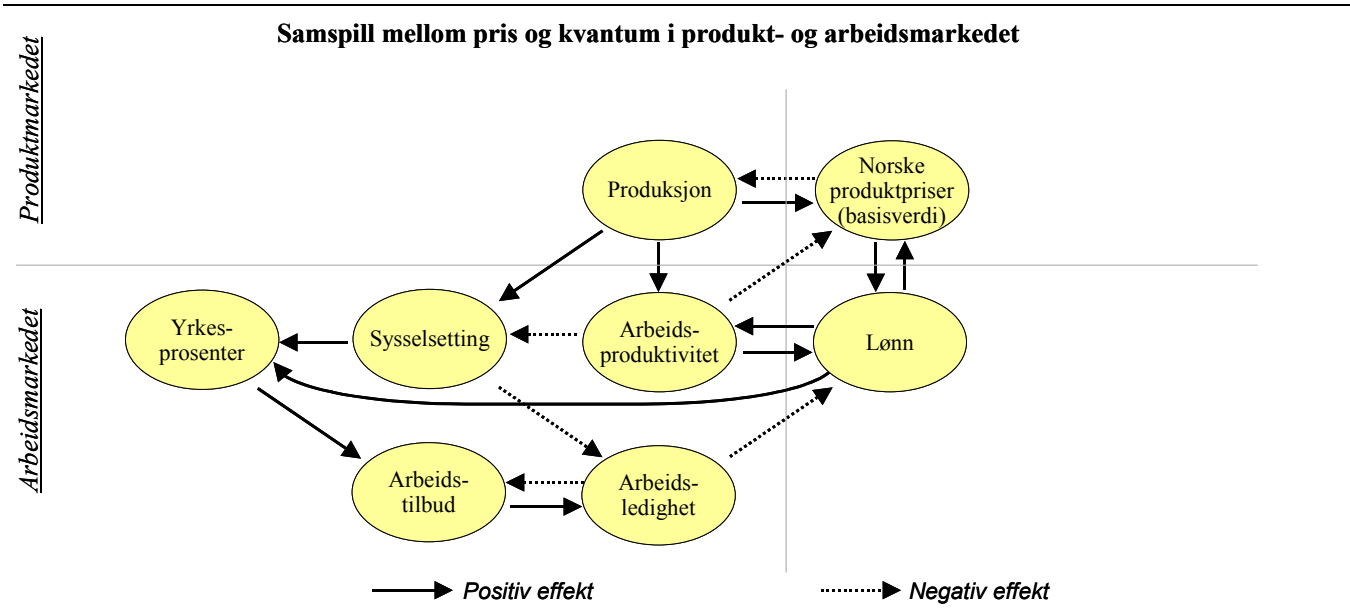 Samspill mellom pris og kvantum i produkt- og arbeidsmarkedet
Produktmarkedet
Produksjon
Norske
produktpriser
(basisverdi)
Arbeidsmarkedet
Yrkes-
prosenter
Sysselsetting
Arbeids-
produktivitet
Lønn
Arbeids-
tilbud
Arbeids-
ledighet
Positiv effekt
Negativ effekt